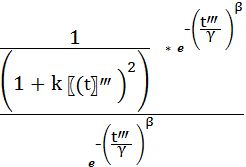 1
(1 + k〖(t)‴〗²) * e^(-(t‴/γ)^β)
e^(-(t‴/γ)^β)